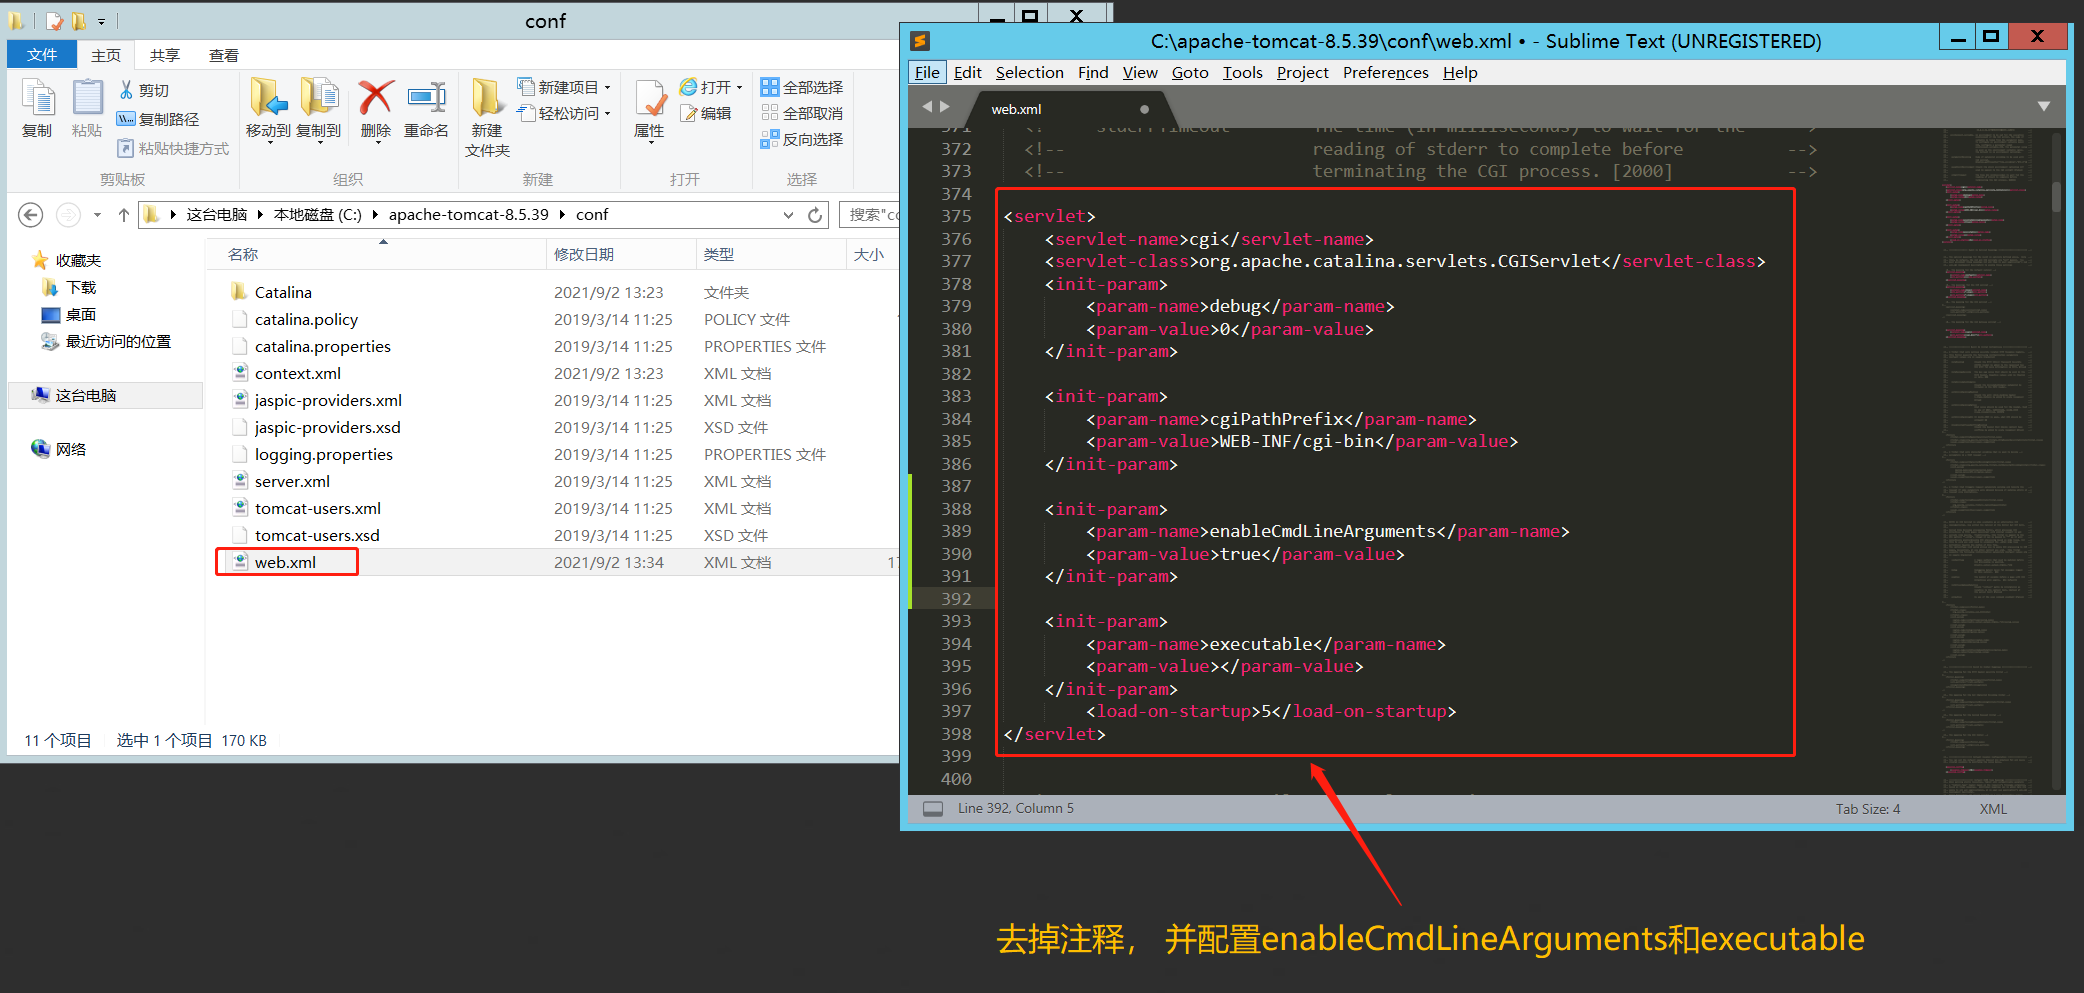 conf
文件 主页 共享 查看
复制 粘贴 剪切 复制路径 粘贴快捷方式
移动到 复制到 删除 重命名
新建
文件夹
新建项目 轻松访问
属性 打开 编辑
全部选择 全部取消 反向选择
剪贴板 组织 新建 打开 选择
这台电脑 本地磁盘 (C:) apache-tomcat-8.5.39 conf
搜索"co
收藏夹
下载
桌面
最近访问的位置
这台电脑
网络
名称 修改日期 类型 大小
Catalina 2021/9/2 13:23 文件夹
catalina.policy 2019/3/14 11:25 POLICY 文件
catalina.properties 2019/3/14 11:25 PROPERTIES 文件
context.xml 2021/9/2 13:23 XML 文档
jaspic-providers.xml 2019/3/14 11:25 XML 文档
jaspic-providers.xsd 2019/3/14 11:25 XSD 文件
logging.properties 2019/3/14 11:25 PROPERTIES 文件
server.xml 2019/3/14 11:25 XML 文档
tomcat-users.xml 2019/3/14 11:25 XML 文档
tomcat-users.xsd 2019/3/14 11:25 XSD 文件
web.xml 2021/9/2 13:34 XML 文档 17
11 个项目 选中 1 个项目 170 KB
C:\apache-tomcat-8.5.39\conf\web.xml • - Sublime Text (UNREGISTERED)
File Edit Selection Find View Goto Tools Project Preferences Help
web.xml
371 <!-- stderrTimeout The time (in milliseconds) to wait for the -->
372 <!-- reading of stderr to complete before -->
373 <!-- terminating the CGI process. [2000] -->
374
375 <servlet>
376 <servlet-name>cgi</servlet-name>
377 <servlet-class>org.apache.catalina.servlets.CGIServlet</servlet-class>
378 <init-param>
379 <param-name>debug</param-name>
380 <param-value>0</param-value>
381 </init-param>
382
383 <init-param>
384 <param-name>cgiPathPrefix</param-name>
385 <param-value>WEB-INF/cgi-bin</param-value>
386 </init-param>
387
388 <init-param>
389 <param-name>enableCmdLineArguments</param-name>
390 <param-value>true</param-value>
391 </init-param>
392
393 <init-param>
394 <param-name>executable</param-name>
395 <param-value></param-value>
396 </init-param>
397 <load-on-startup>5</load-on-startup>
398 </servlet>
399
400
Line 392, Column 5 Tab Size: 4 XML
去掉注释， 并配置enableCmdLineArguments和executable